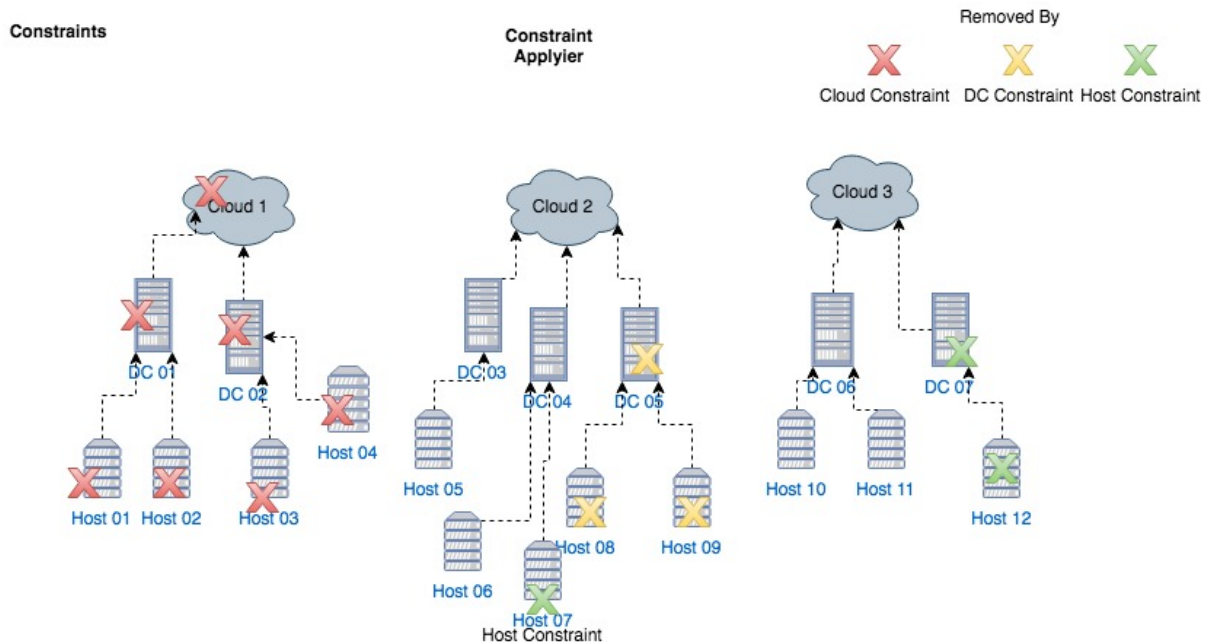 Removed By
Constraints
Constraint
Applyier
Cloud Constraint
DC Constraint
Host Constraint
Cloud 1
Cloud 2
Cloud 3
DC 01
DC 02
DC 03
DC 04
DC 05
DC 06
DC 07
Host 04
Host 05
Host 10
Host 11
Host 01
Host 02
Host 03
Host 12
Host 08
Host 09
Host 06
Host 07
Host Constraint